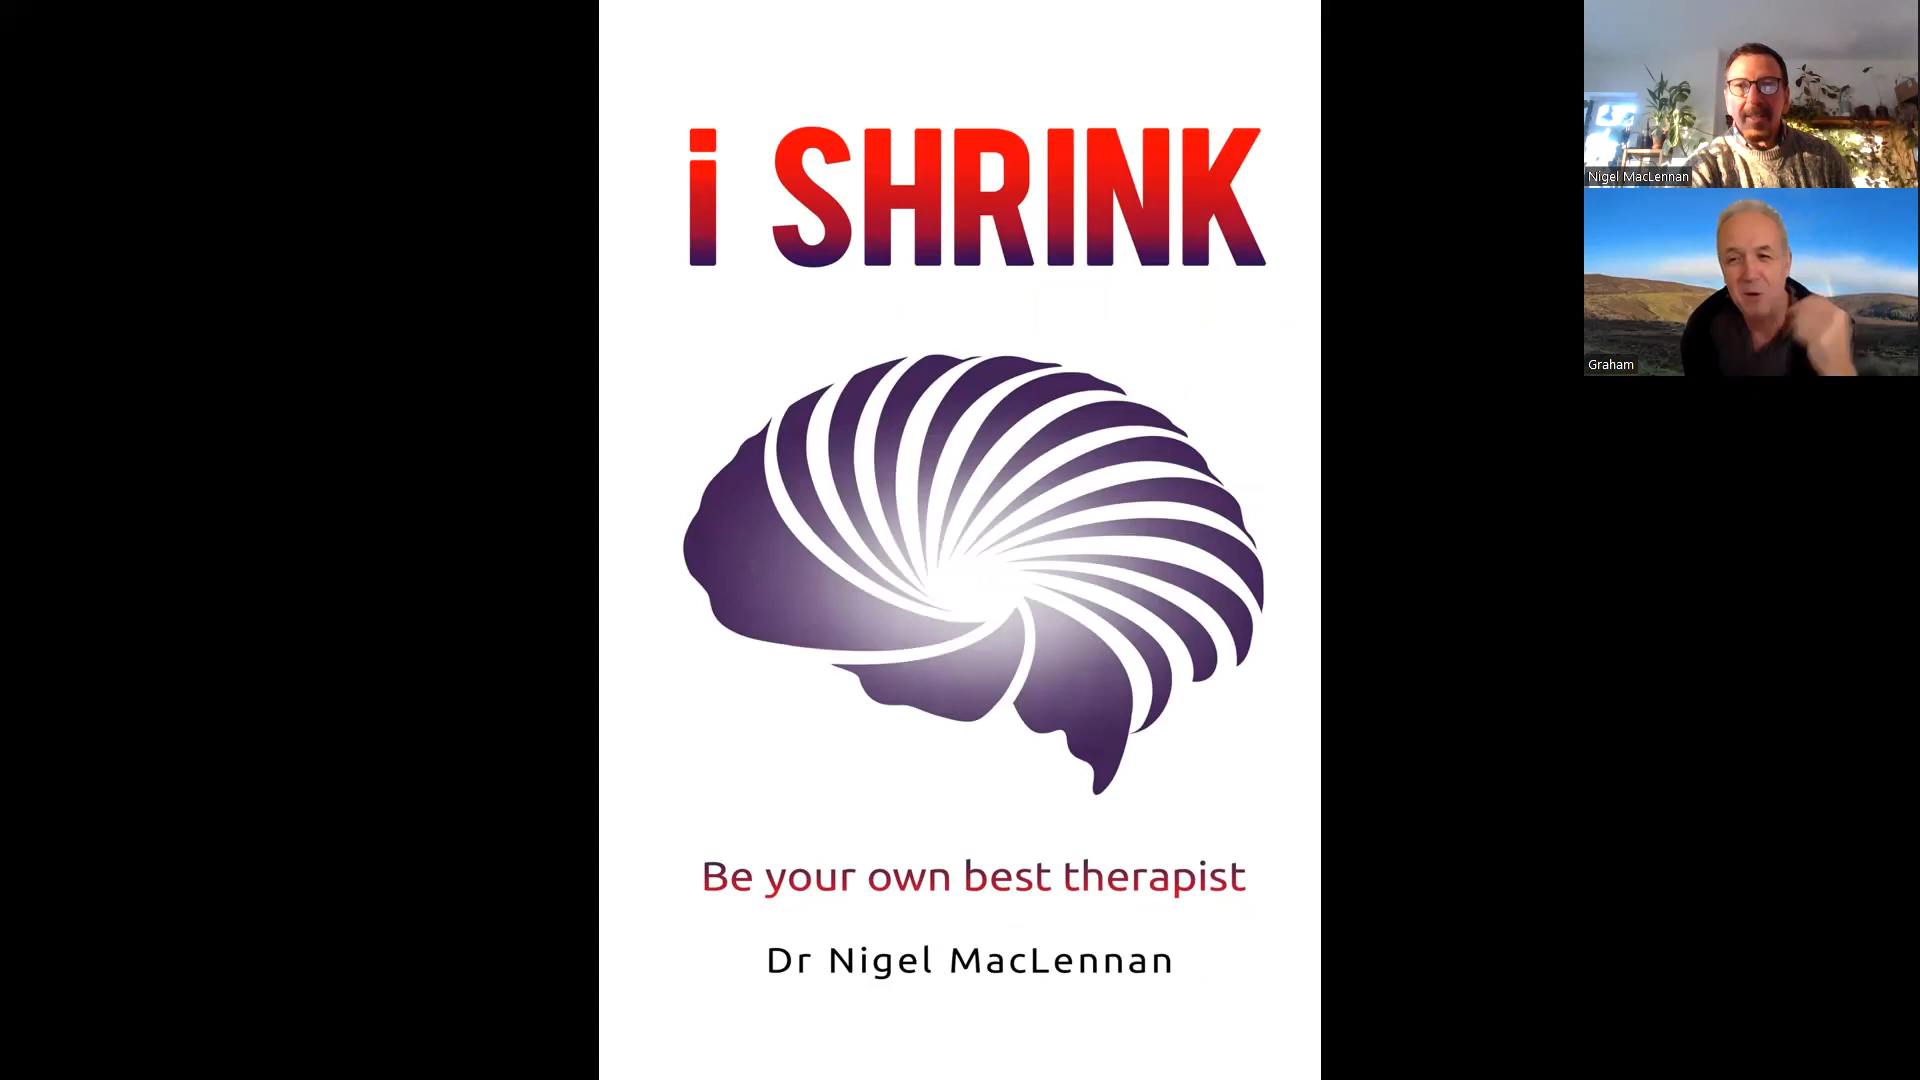 i SHRINK
Be your own best therapist
Dr Nigel MacLennan
Nigel MacLennan
Graham